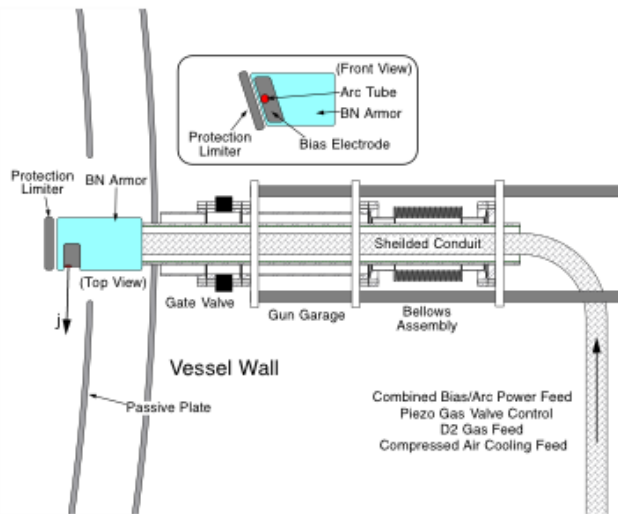 (Front View)
Arc Tube
BN Armor
Bias Electrode
Protection
Limiter
Protection
Limiter
BN Armor
(Top View)
j
Sheilded Conduit
Gate Valve
Gun Garage
Bellows
Assembly
Vessel Wall
Passive Plate
Combined Bias/Arc Power Feed
Piezo Gas Valve Control
D2 Gas Feed
Compressed Air Cooling Feed